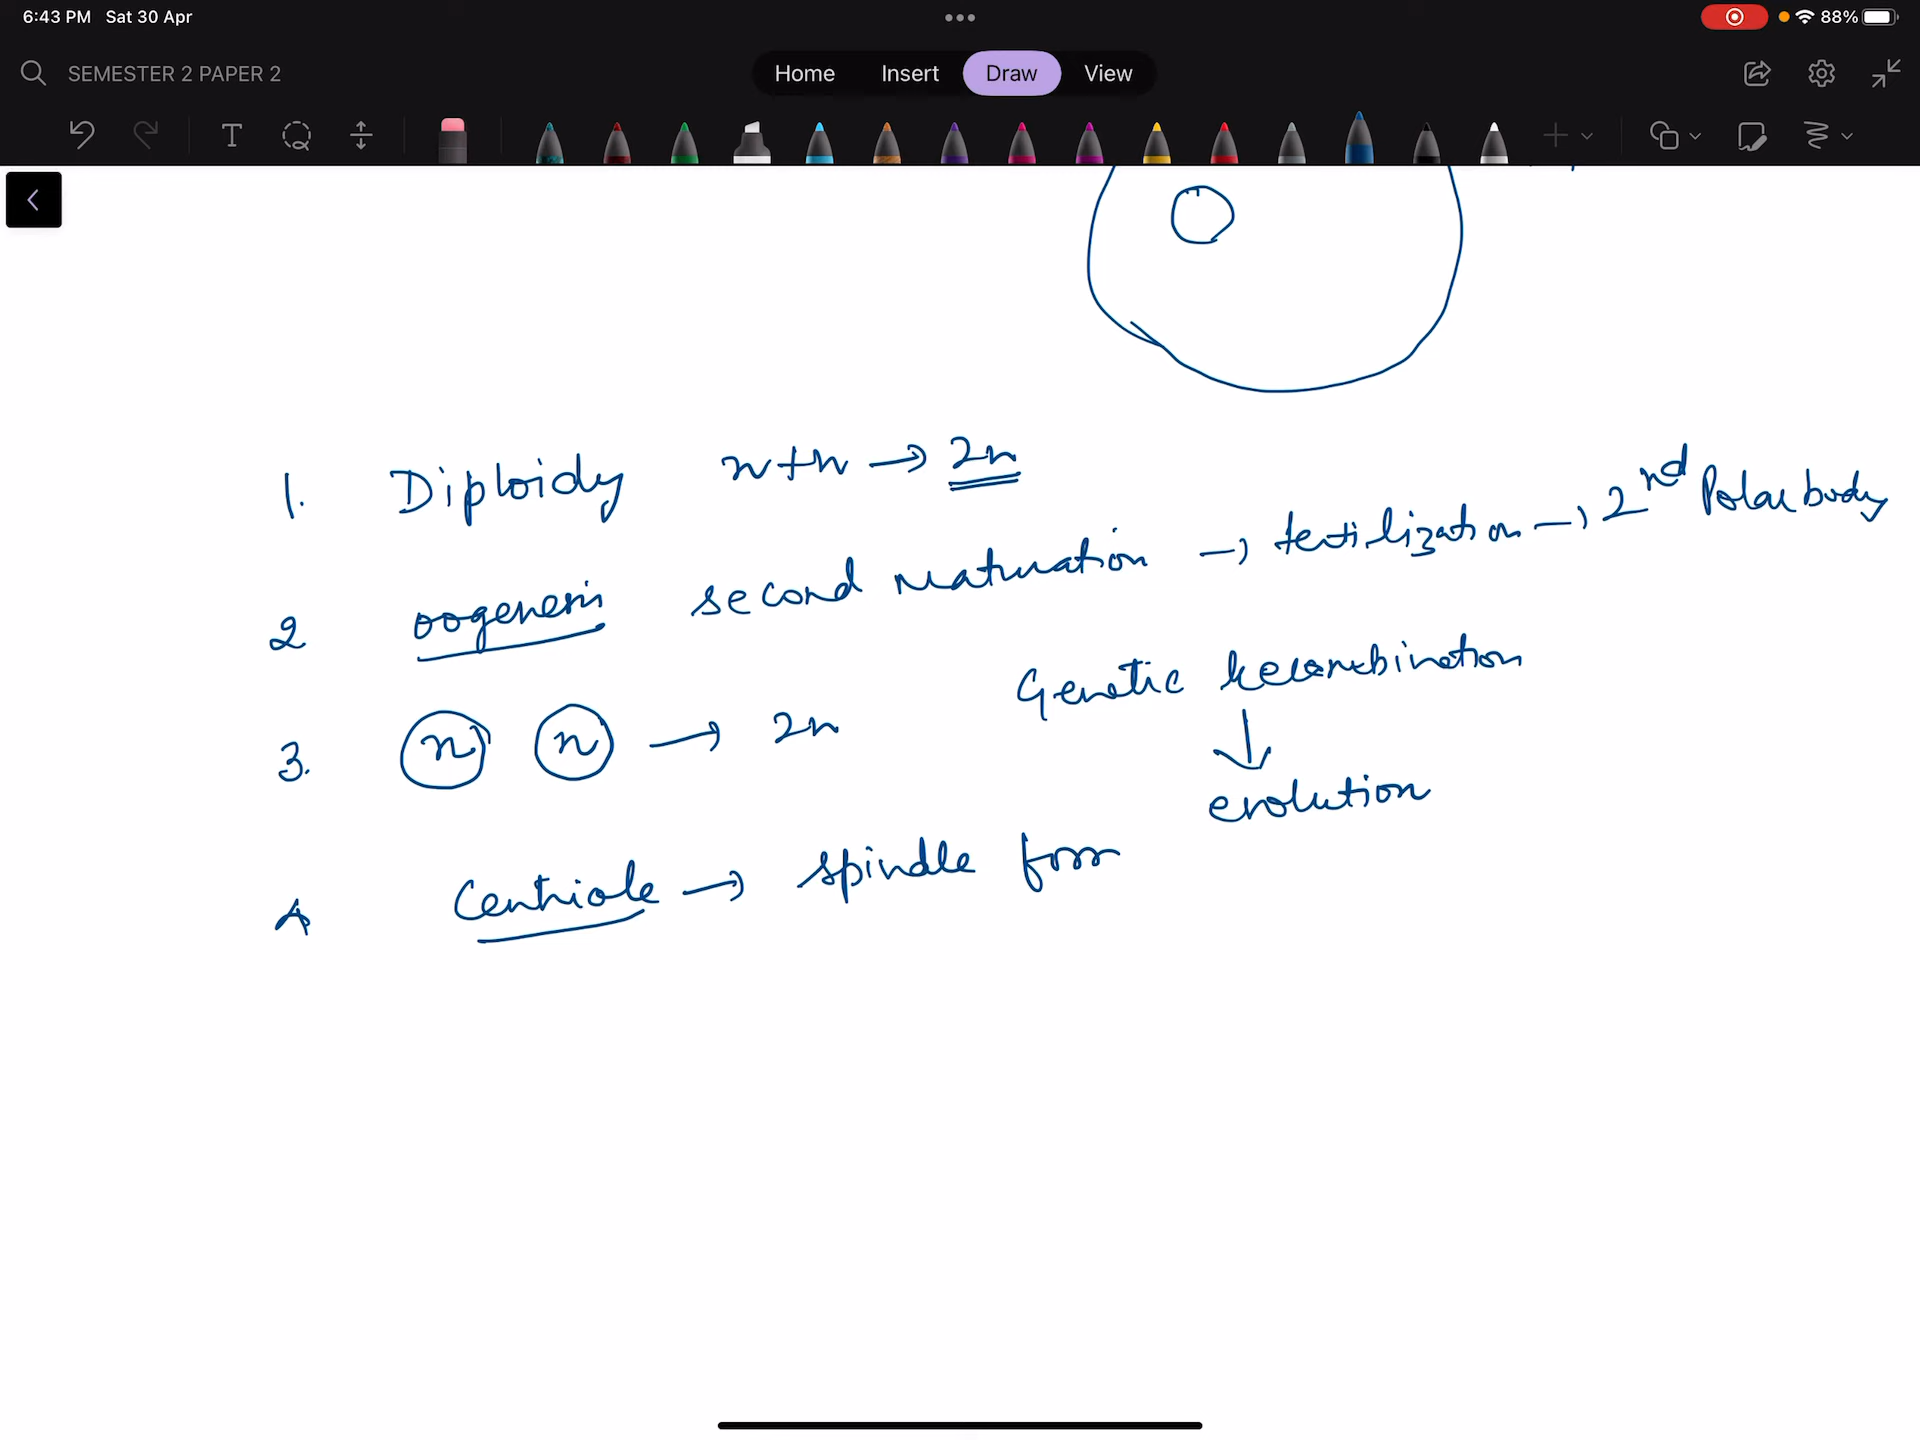 6:43 PM Sat 30 Apr
88%
SEMESTER 2 PAPER 2
Home Insert Draw View
1. Diploidy n+n → 2n
2 oogenesis second maturation → fertilization → 2nd Polar body
3. n n → 2n Genetic Recombination
↓
evolution
4 Centriole → spindle form